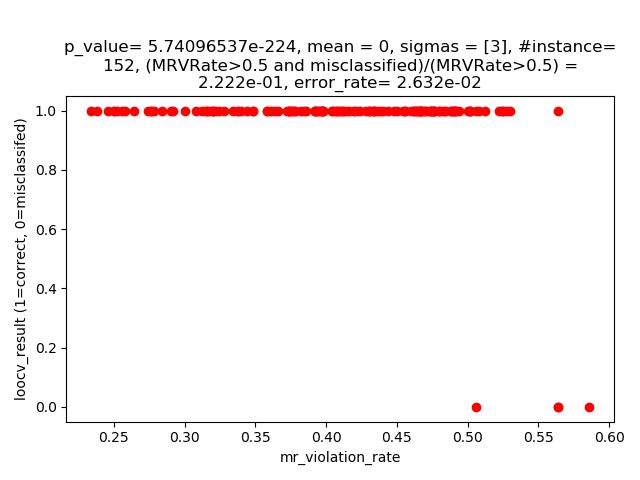 p_value= 5.74096537e-224, mean = 0, sigmas = [3], #instance=
152, (MRVRate>0.5 and misclassified)/(MRVRate>0.5) =
2.222e-01, error_rate= 2.632e-02
1.0
0.8
0.6
0.4
0.2
0.0
loocv_result (1=correct, 0=misclassifed)
0.25 0.30 0.35 0.40 0.45 0.50 0.55 0.60
mr_violation_rate